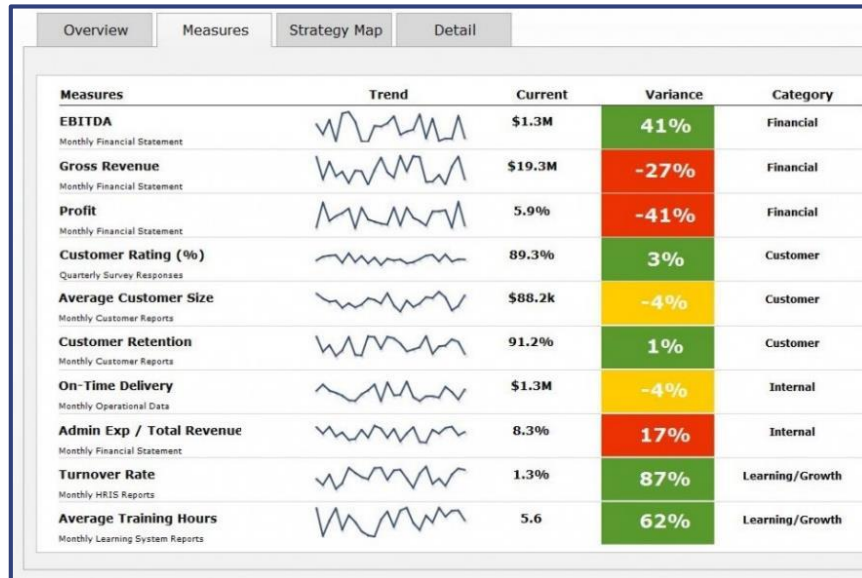 Overview Measures Strategy Map Detail
Measures Trend Current Variance Category
EBITDA $1.3M 41% Financial
Monthly Financial Statement
Gross Revenue $19.3M -27% Financial
Monthly Financial Statement
Profit 5.9% -41% Financial
Monthly Financial Statement
Customer Rating (%) 89.3% 3% Customer
Quarterly Survey Responses
Average Customer Size $88.2k -4% Customer
Monthly Customer Reports
Customer Retention 91.2% 1% Customer
Monthly Customer Reports
On-Time Delivery $1.3M -4% Internal
Monthly Operational Data
Admin Exp / Total Revenue 8.3% 17% Internal
Monthly Financial Statement
Turnover Rate 1.3% 87% Learning/Growth
Monthly HRIS Reports
Average Training Hours 5.6 62% Learning/Growth
Monthly Learning System Reports